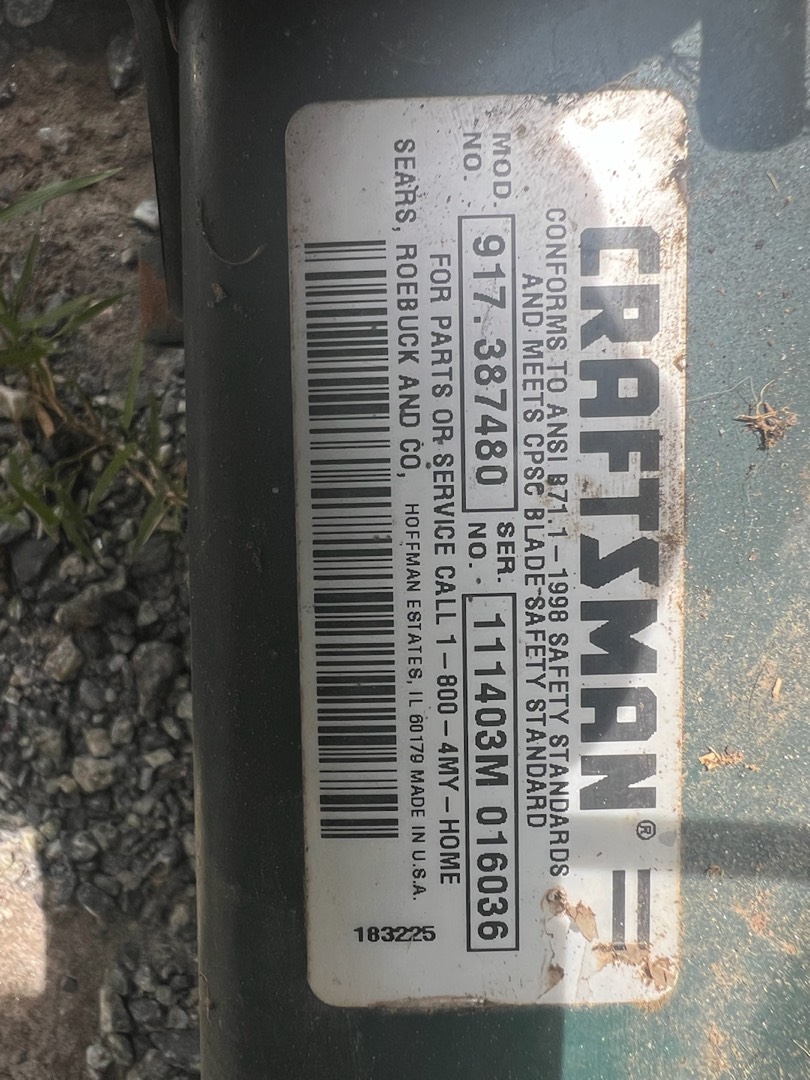 CRAFTSMAN®
CONFORMS TO ANSI B71.1-1998 SAFETY STANDARDS
AND MEETS CPSC BLADE SAFETY STANDARD
MOD. NO. 917.387480 SER. NO. 111403M 016036
FOR PARTS OR SERVICE CALL 1-800-4MY-HOME
SEARS, ROEBUCK AND CO, HOFFMAN ESTATES, IL 60179 MADE IN U.S.A.
183225